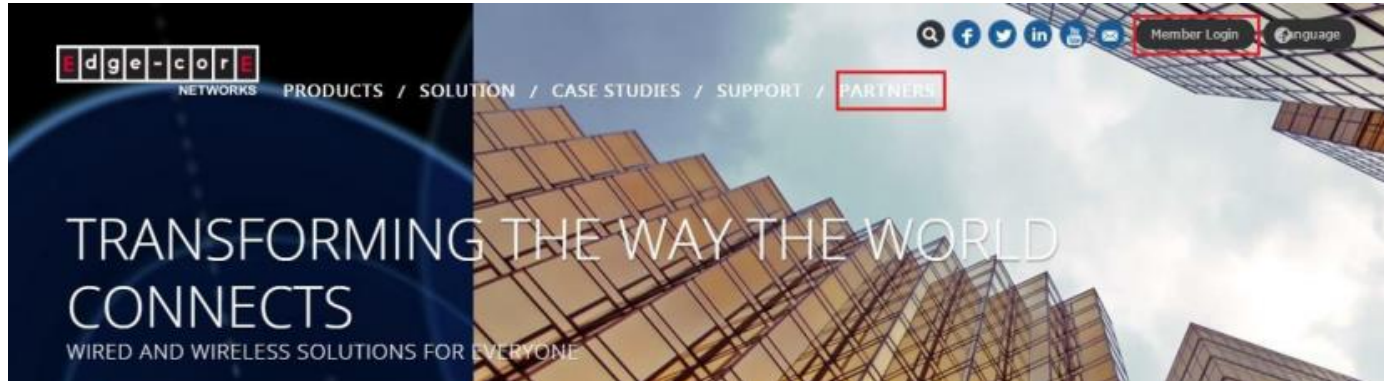 Member Login
Language
Edge-corE
NETWORKS
PRODUCTS / SOLUTION / CASE STUDIES / SUPPORT / PARTNERS
TRANSFORMING THE WAY THE WORLD
CONNECTS
WIRED AND WIRELESS SOLUTIONS FOR EVERYONE